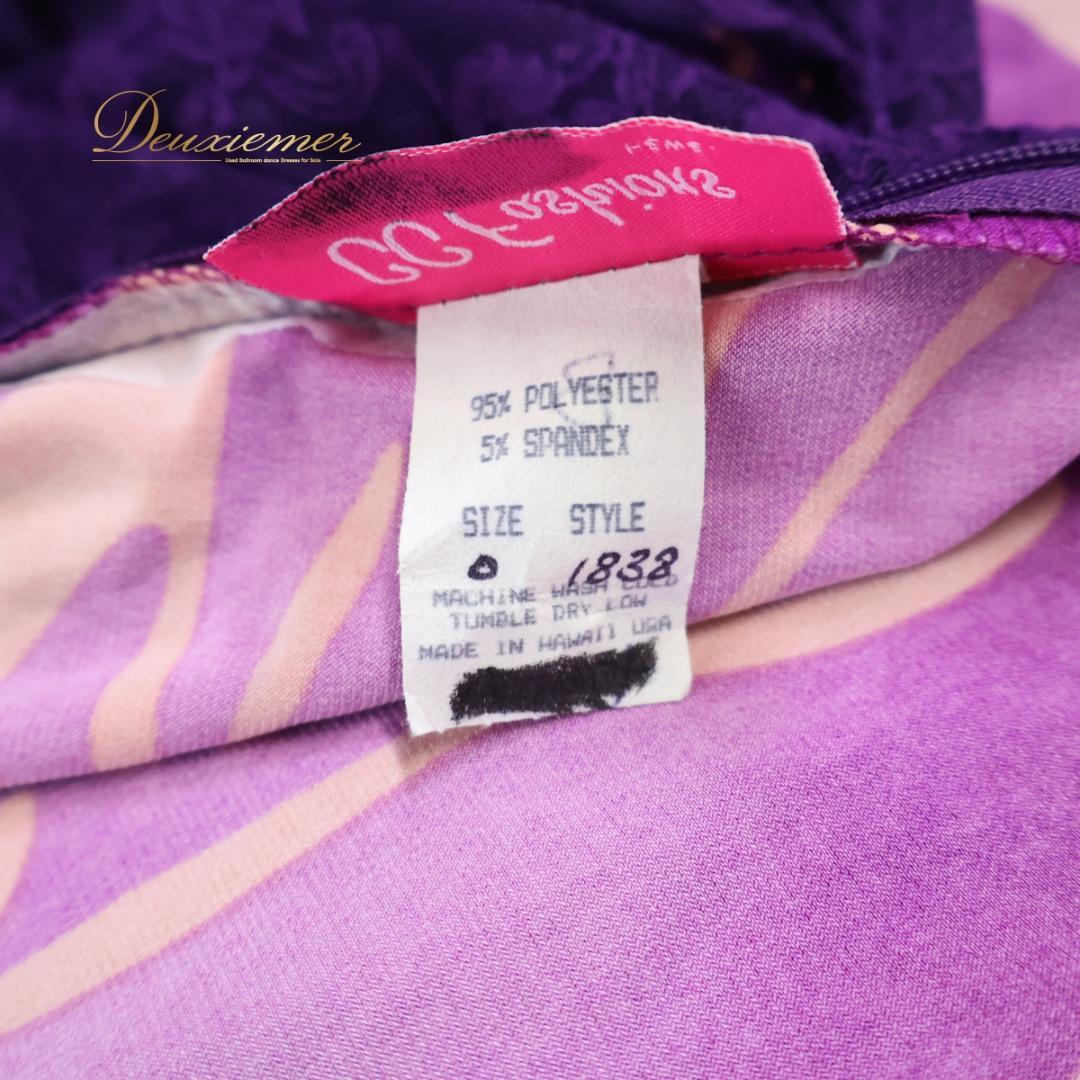 Deuxiemer
Used Ballroom dance Dresses for Sale
CC Fashions
95% POLYESTER
5% SPANDEX
SIZE STYLE
0 1838
MACHINE WASH COLD
TUMBLE DRY LOW
MADE IN HAWAII USA